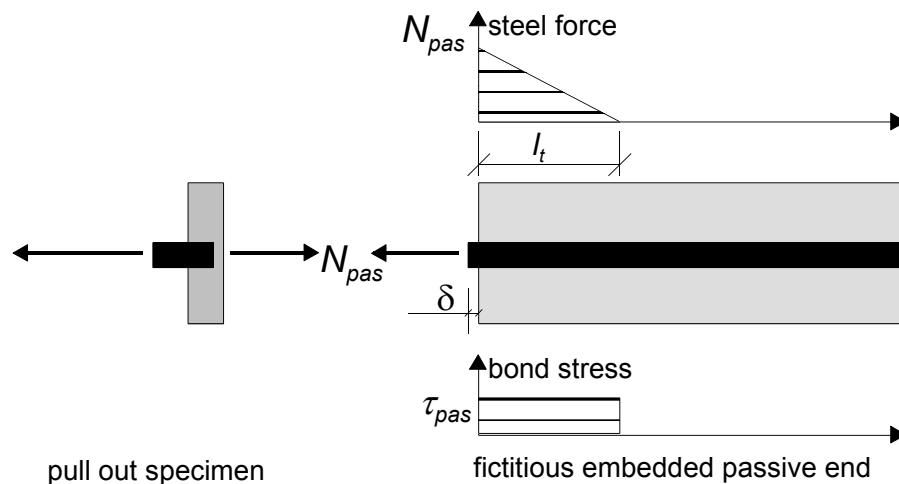 N_pas steel force
l_t
N_pas
δ
bond stress
τ_pas
pull out specimen
fictitious embedded passive end